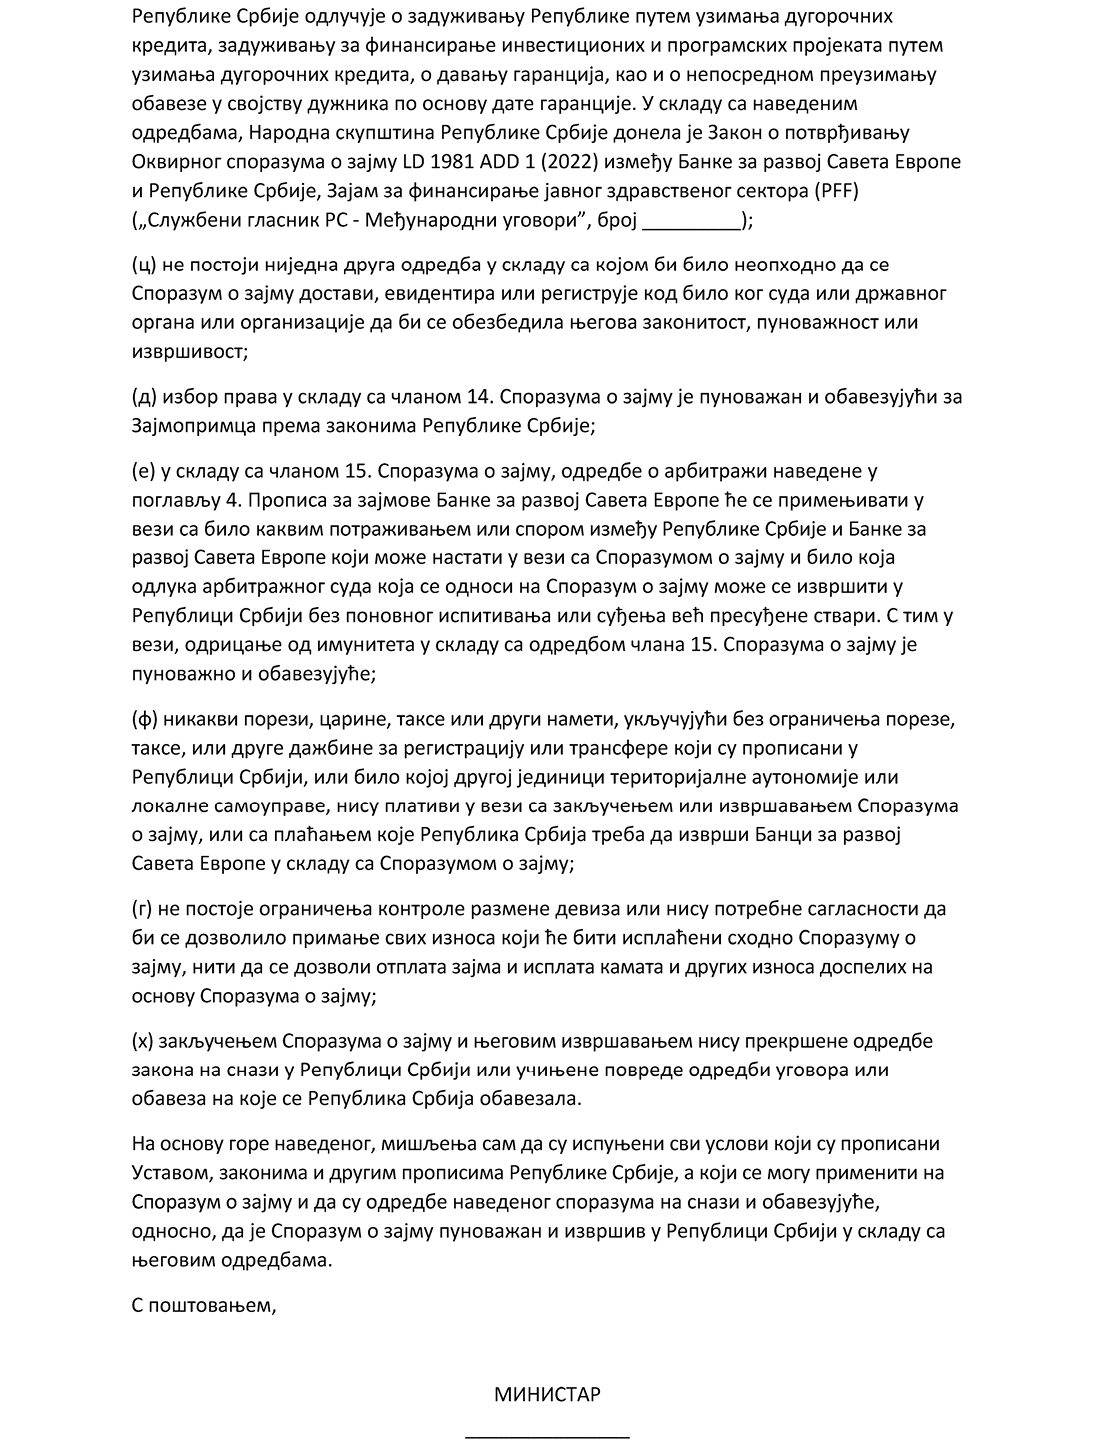 Републике Србије одлучује о задуживању Републике путем узимања дугорочних
кредита, задуживању за финансирање инвестиционих и програмских пројеката путем
узимања дугорочних кредита, о давању гаранција, као и о непосредном преузимању
обавезе у својству дужника по основу дате гаранције. У складу са наведеним
одредбама, Народна скупштина Републике Србије донела је Закон о потврђивању
Оквирног споразума о зајму LD 1981 ADD 1 (2022) између Банке за развој Савета Европе
и Републике Србије, Зајам за финансирање јавног здравственог сектора (PFF)
(„Службени гласник РС - Међународни уговори”, број _________);
(ц) не постоји ниједна друга одредба у складу са којом би било неопходно да се
Споразум о зајму достави, евидентира или региструје код било ког суда или државног
органа или организације да би се обезбедила његова законитост, пуноважност или
извршивост;
(д) избор права у складу са чланом 14. Споразума о зајму је пуноважан и обавезујући за
Зајмопримца према законима Републике Србије;
(е) у складу са чланом 15. Споразума о зајму, одредбе о арбитражи наведене у
поглављу 4. Прописа за зајмове Банке за развој Савета Европе ће се примењивати у
вези са било каквим потраживањем или спором између Републике Србије и Банке за
развој Савета Европе који може настати у вези са Споразумом о зајму и било која
одлука арбитражног суда која се односи на Споразум о зајму може се извршити у
Републици Србији без поновног испитивања или суђења већ пресуђене ствари. С тим у
вези, одрицање од имунитета у складу са одредбом члана 15. Споразума о зајму је
пуноважно и обавезујуће;
(ф) никакви порези, царине, таксе или други намети, укључујући без ограничења порезе,
таксе, или друге дажбине за регистрацију или трансфере који су прописани у
Републици Србији, или било којој другој јединици територијалне аутономије или
локалне самоуправе, нису плативи у вези са закључењем или извршавањем Споразума
о зајму, или са плаћањем које Република Србија треба да изврши Банци за развој
Савета Европе у складу са Споразумом о зајму;
(г) не постоје ограничења контроле размене девиза или нису потребне сагласности да
би се дозволило примање свих износа који ће бити исплаћени сходно Споразуму о
зајму, нити да се дозволи отплата зајма и исплата камата и других износа доспелих на
основу Споразума о зајму;
(х) закључењем Споразума о зајму и његовим извршавањем нису прекршене одредбе
закона на снази у Републици Србији или учињене повреде одредби уговора или
обавеза на које се Република Србија обавезала.
На основу горе наведеног, мишљења сам да су испуњени сви услови који су прописани
Уставом, законима и другим прописима Републике Србије, а који се могу применити на
Споразум о зајму и да су одредбе наведеног споразума на снази и обавезујуће,
односно, да је Споразум о зајму пуноважан и извршив у Републици Србији у складу са
његовим одредбама.
С поштовањем,
МИНИСТАР
_______________